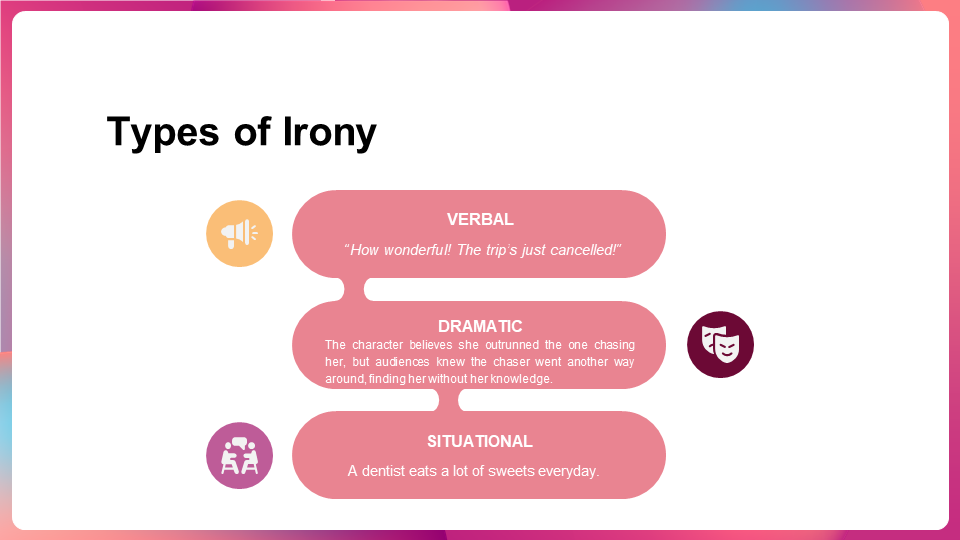 Types of Irony
VERBAL
“How wonderful! The trip’s just cancelled!”
DRAMATIC
The character believes she outrunned the one chasing
her, but audiences knew the chaser went another way
around, finding her without her knowledge.
SITUATIONAL
A dentist eats a lot of sweets everyday.